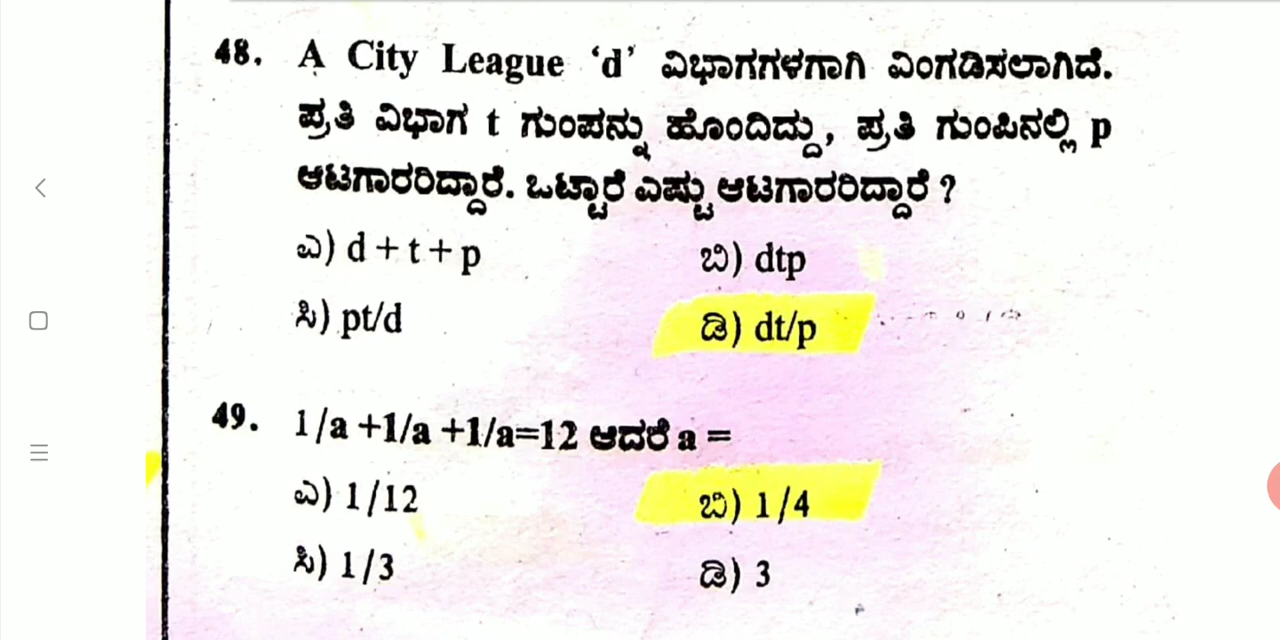 48. A City League ‘d’ ವಿಭಾಗಗಳಗಾಗಿ ವಿಂಗಡಿಸಲಾಗಿದೆ.
ಪ್ರತಿ ವಿಭಾಗ t ಗುಂಪನ್ನು ಹೊಂದಿದ್ದು, ಪ್ರತಿ ಗುಂಪಿನಲ್ಲಿ p
ಆಟಗಾರರಿದ್ದಾರೆ. ಒಟ್ಟಾರೆ ಎಷ್ಟು ಆಟಗಾರರಿದ್ದಾರೆ ?
ಎ) d + t + p ಬಿ) dtp
ಸಿ) pt/d ಡಿ) dt/p
49. 1/a +1/a +1/a=12 ಆದರೆ a =
ಎ) 1/12 ಬಿ) 1/4
ಸಿ) 1/3 ಡಿ) 3